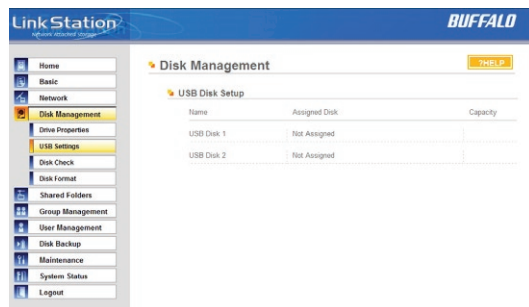 LinkStation
Network Attached Storage
BUFFALO
Home
Basic
Network
Disk Management
Drive Properties
USB Settings
Disk Check
Disk Format
Shared Folders
Group Management
User Management
Disk Backup
Maintenance
System Status
Logout
Disk Management
?HELP
USB Disk Setup
Name Assigned Disk Capacity
USB Disk 1 Not Assigned
USB Disk 2 Not Assigned